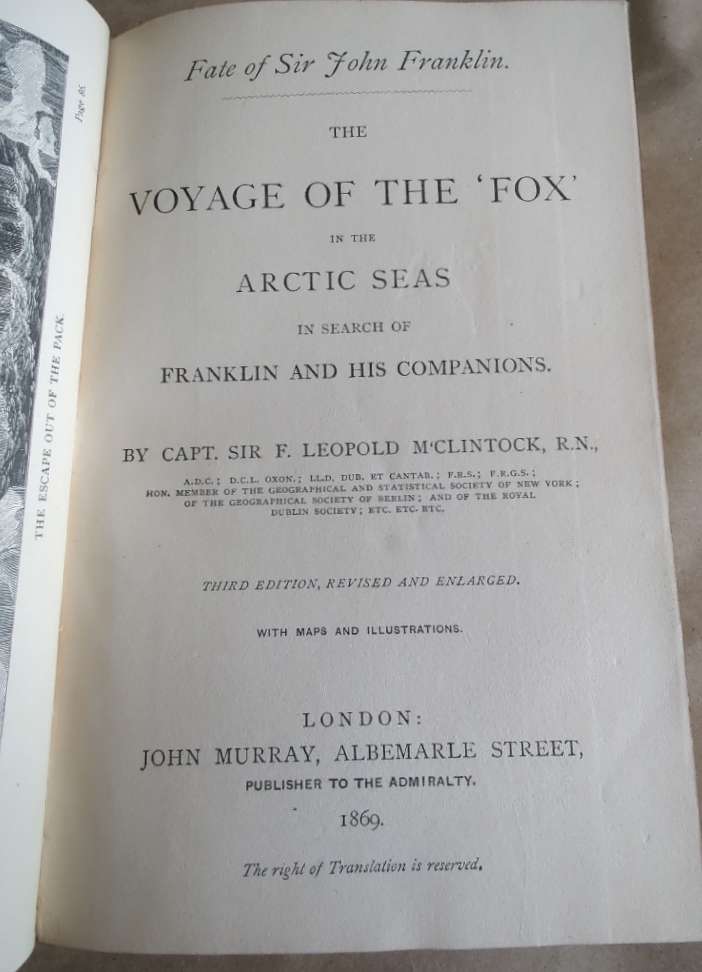 Page 86.
THE ESCAPE OUT OF THE PACK.
Fate of Sir John Franklin.
THE
VOYAGE OF THE ‘FOX’
IN THE
ARCTIC SEAS
IN SEARCH OF
FRANKLIN AND HIS COMPANIONS.
BY CAPT. SIR F. LEOPOLD M‘CLINTOCK, R.N.,
A.D.C.; D.C.L. OXON.; LL.D. DUB. ET CANTAB.; F.R.S.; F.R.G.S.;
HON. MEMBER OF THE GEOGRAPHICAL AND STATISTICAL SOCIETY OF NEW YORK;
OF THE GEOGRAPHICAL SOCIETY OF BERLIN; AND OF THE ROYAL
DUBLIN SOCIETY; ETC. ETC. ETC.
THIRD EDITION, REVISED AND ENLARGED.
WITH MAPS AND ILLUSTRATIONS.
LONDON:
JOHN MURRAY, ALBEMARLE STREET,
PUBLISHER TO THE ADMIRALTY.
1869.
The right of Translation is reserved.